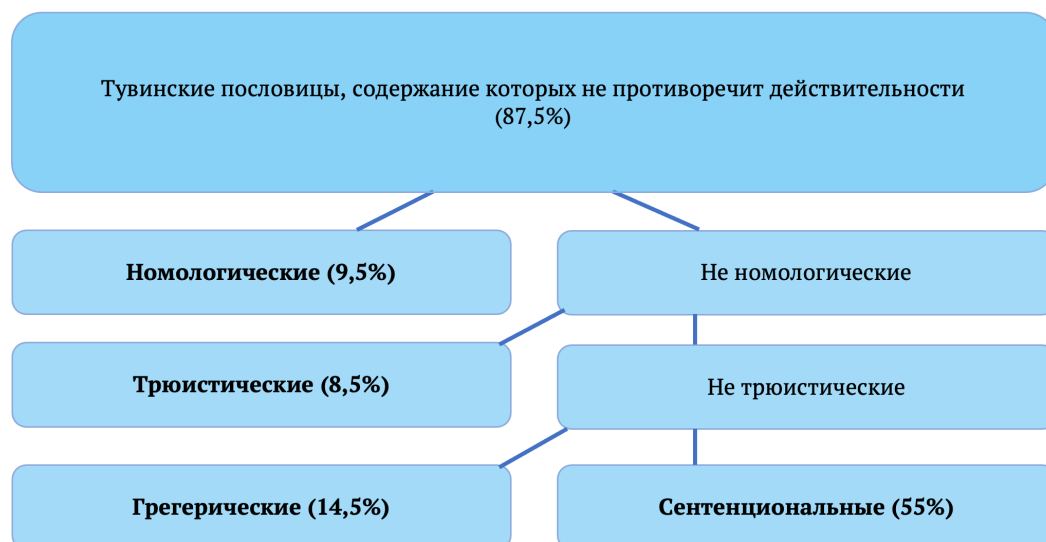 Тувинские пословицы, содержание которых не противоречит действительности
(87,5%)
Номологические (9,5%)
Не номологические
Трюистические (8,5%)
Не трюистические
Грегерические (14,5%)
Сентенциональные (55%)